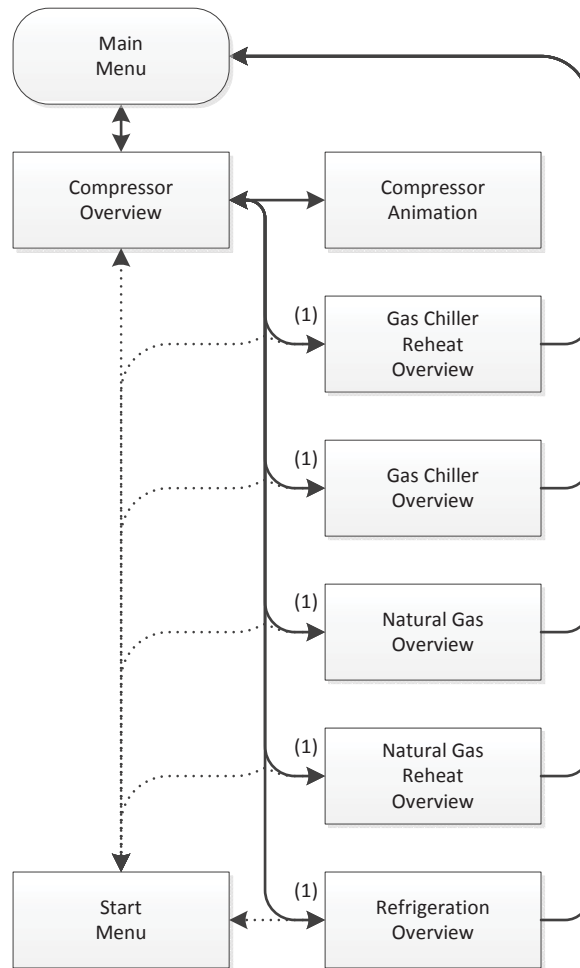 Main
Menu
Compressor
Overview
Compressor
Animation
(1)
Gas Chiller
Reheat
Overview
(1)
Gas Chiller
Overview
(1)
Natural Gas
Overview
(1)
Natural Gas
Reheat
Overview
Start
Menu
(1)
Refrigeration
Overview